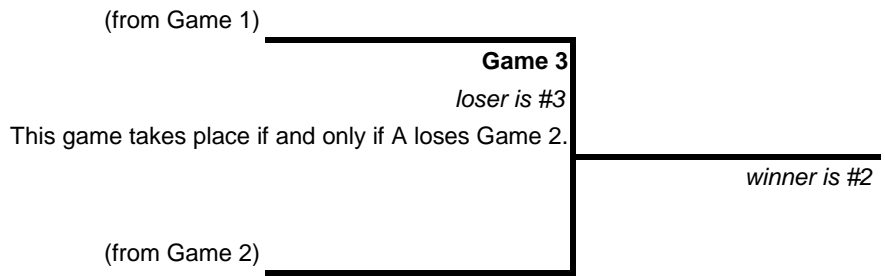 (from Game 1)
Game 3
loser is #3
This game takes place if and only if A loses Game 2.
winner is #2
(from Game 2)